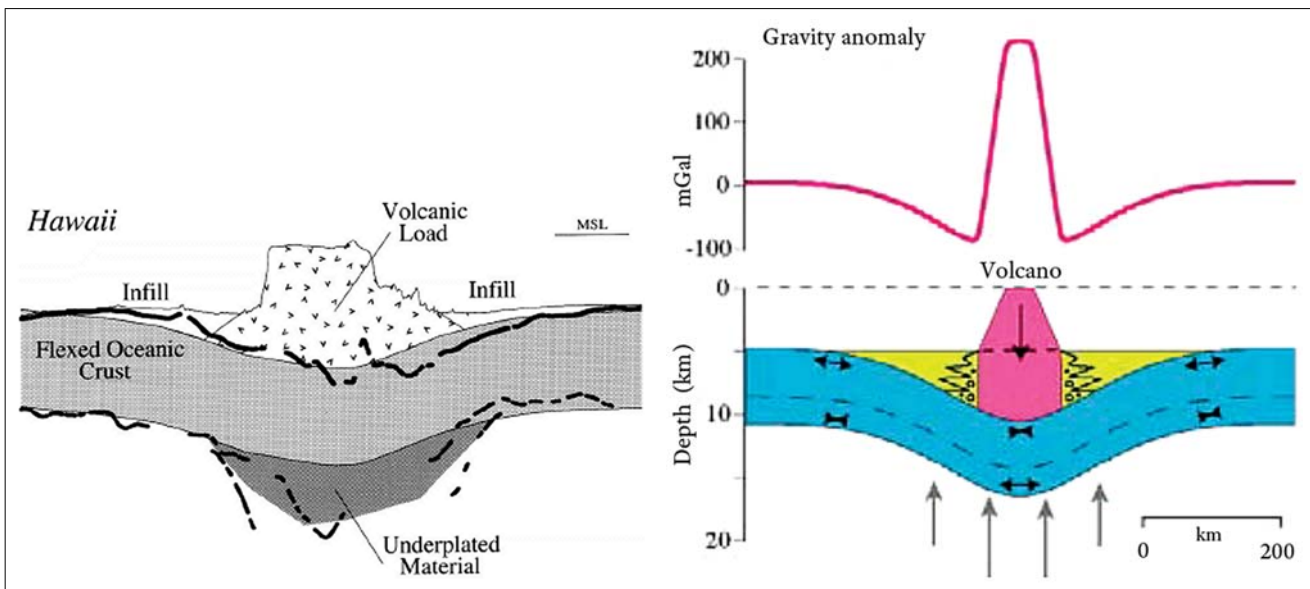 Hawaii
Volcanic
Load
MSL
Infill
Infill
Flexed Oceanic
Crust
Underplated
Material
Gravity anomaly
mGal
200
100
0
-100
Volcano
Depth (km)
0
10
20
km
0 200